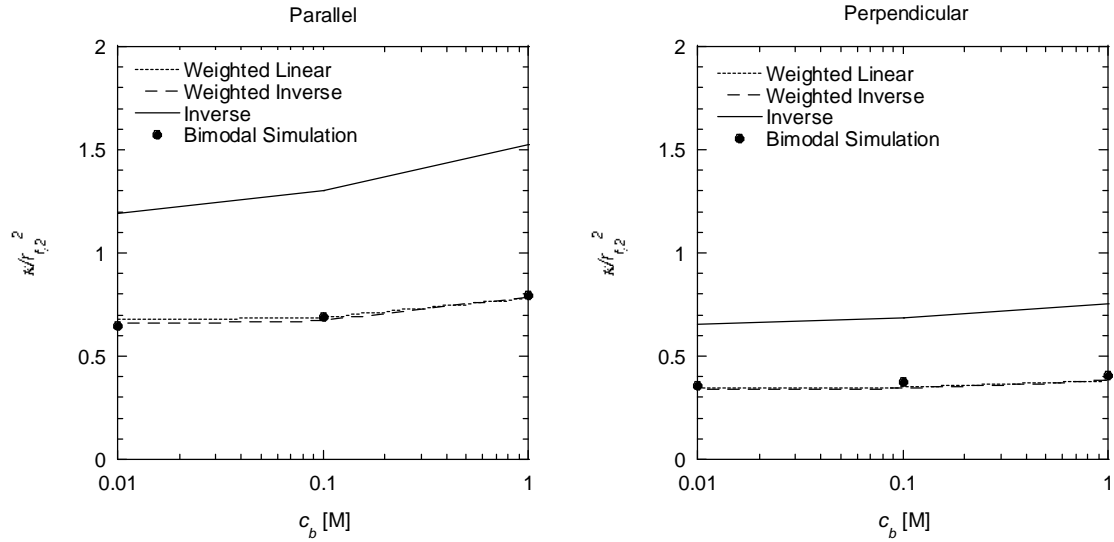 Parallel
2
1.5
1
0.5
0
Weighted Linear
Weighted Inverse
Inverse
Bimodal Simulation
κ/r_{f,2}^2
0.01
0.1
1
c_b [M]
Perpendicular
2
1.5
1
0.5
0
Weighted Linear
Weighted Inverse
Inverse
Bimodal Simulation
κ/r_{f,2}^2
0.01
0.1
1
c_b [M]